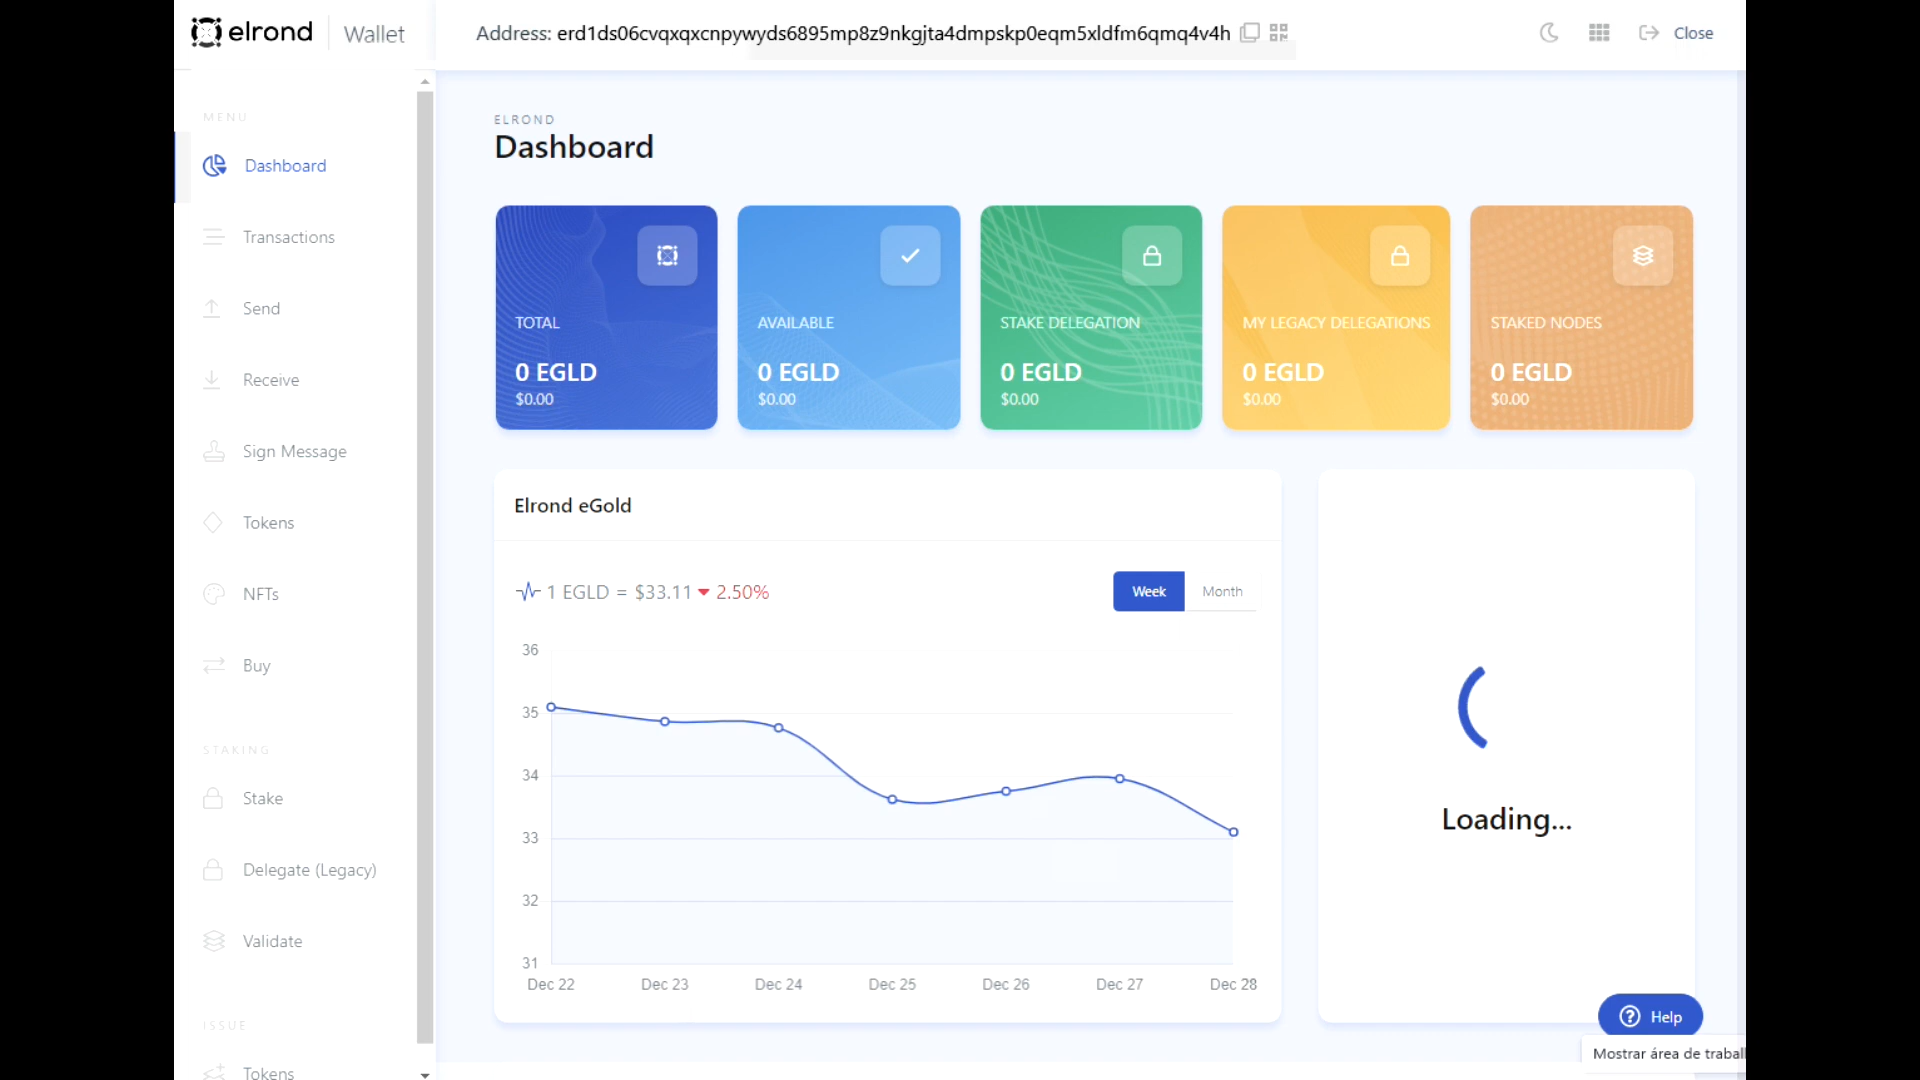 elrond Wallet
Address: erd1ds06cvqxqxcnpywyds6895mp8z9nkgjta4dmpskp0eqm5xldfm6qmq4v4h
Close
MENU
Dashboard
Transactions
Send
Receive
Sign Message
Tokens
NFTs
Buy
STAKING
Stake
Delegate (Legacy)
Validate
ISSUE
Tokens
ELROND
Dashboard
TOTAL
0 EGLD
$0.00
AVAILABLE
0 EGLD
$0.00
STAKE DELEGATION
0 EGLD
$0.00
MY LEGACY DELEGATIONS
0 EGLD
$0.00
STAKED NODES
0 EGLD
$0.00
Elrond eGold
1 EGLD = $33.11 2.50%
Week Month
36
35
34
33
32
31
Dec 22 Dec 23 Dec 24 Dec 25 Dec 26 Dec 27 Dec 28
Loading...
Help
Mostrar área de traball